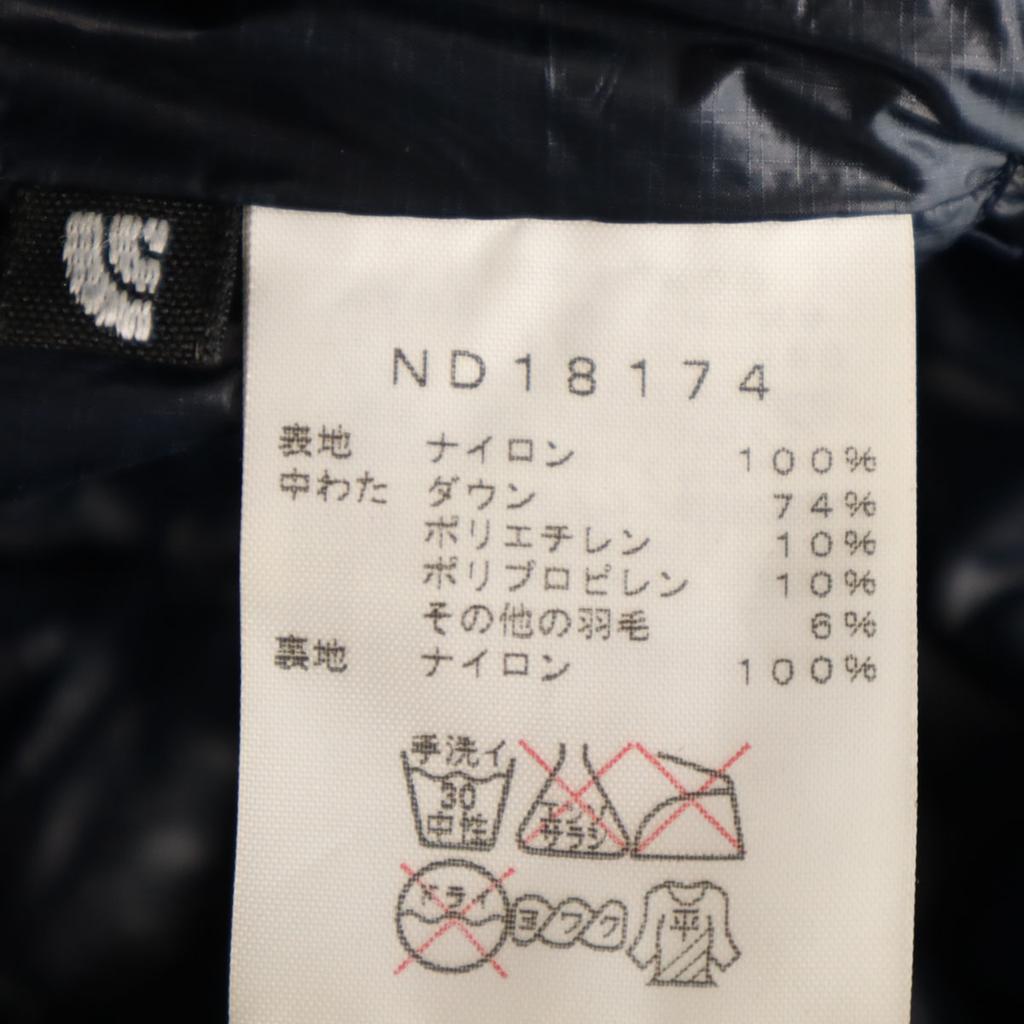 ND18174
表地 ナイロン 100%
中わた ダウン 74%
ポリエチレン 10%
ポリプロピレン 10%
その他の羽毛 6%
裏地 ナイロン 100%
手洗イ
30
中性
エンソ
サラシ
ドライ
ヨワク
平